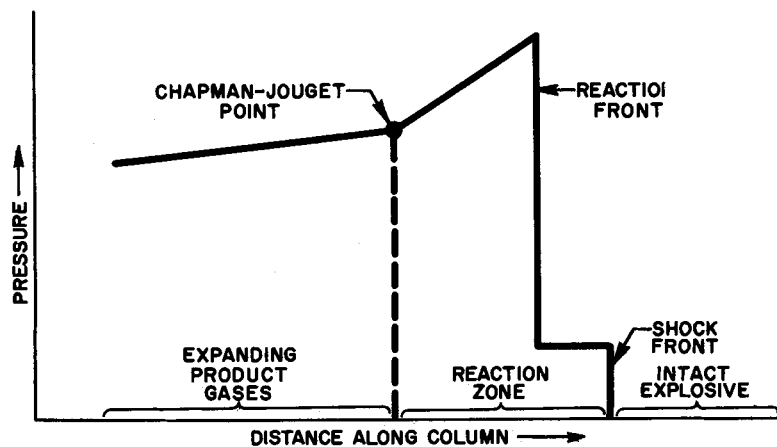 CHAPMAN-JOUGET
POINT
REACTIOI
FRONT
PRESSURE
SHOCK
FRONT
EXPANDING
PRODUCT
GASES
REACTION
ZONE
INTACT
EXPLOSIVE
DISTANCE ALONG COLUMN